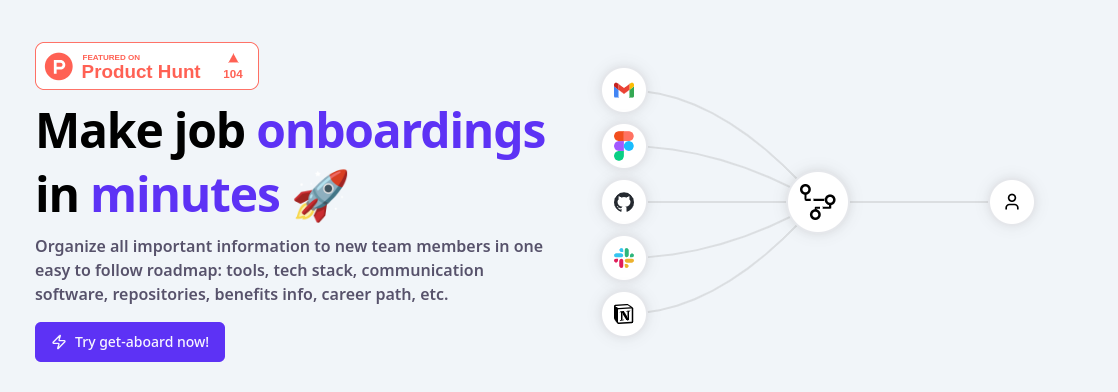 FEATURED ON
Product Hunt
104
Make job onboardings
in minutes 🚀
Organize all important information to new team members in one
easy to follow roadmap: tools, tech stack, communication
software, repositories, benefits info, career path, etc.
Try get-aboard now!